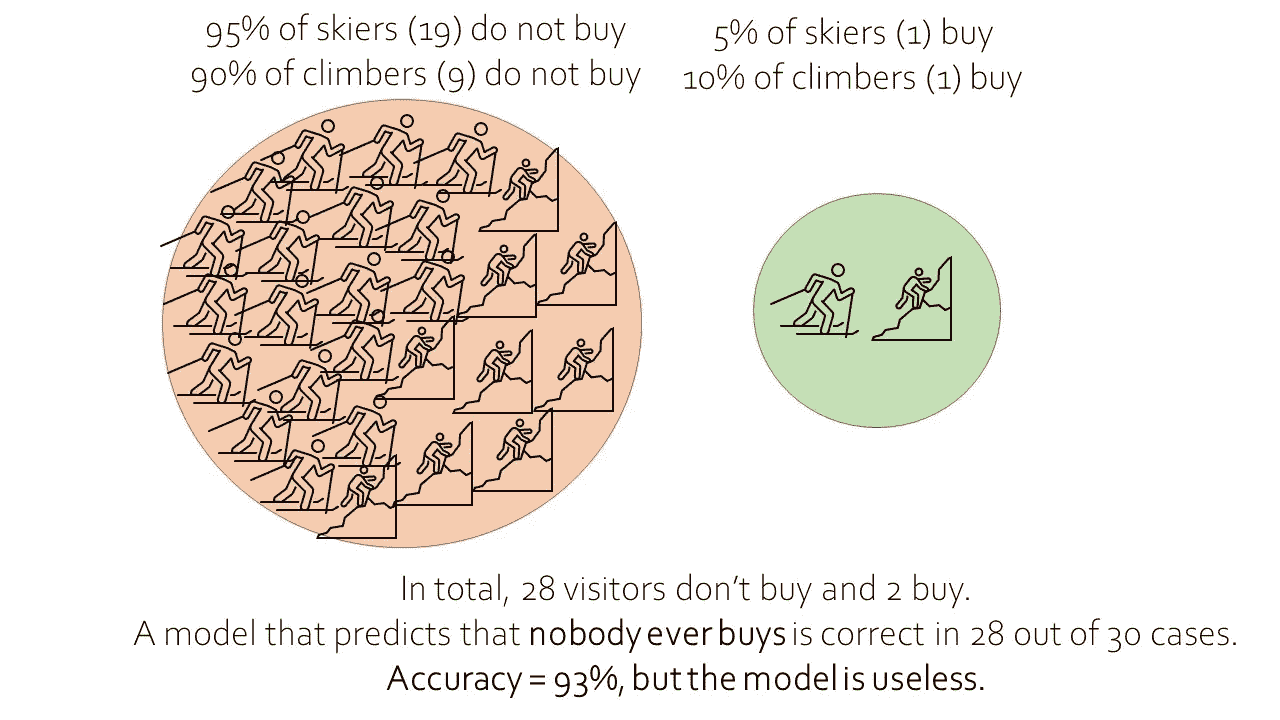 95% of skiers (19) do not buy
90% of climbers (9) do not buy
5% of skiers (1) buy
10% of climbers (1) buy
In total, 28 visitors don't buy and 2 buy.
A model that predicts that nobody ever buys is correct in 28 out of 30 cases.
Accuracy = 93%, but the model is useless.